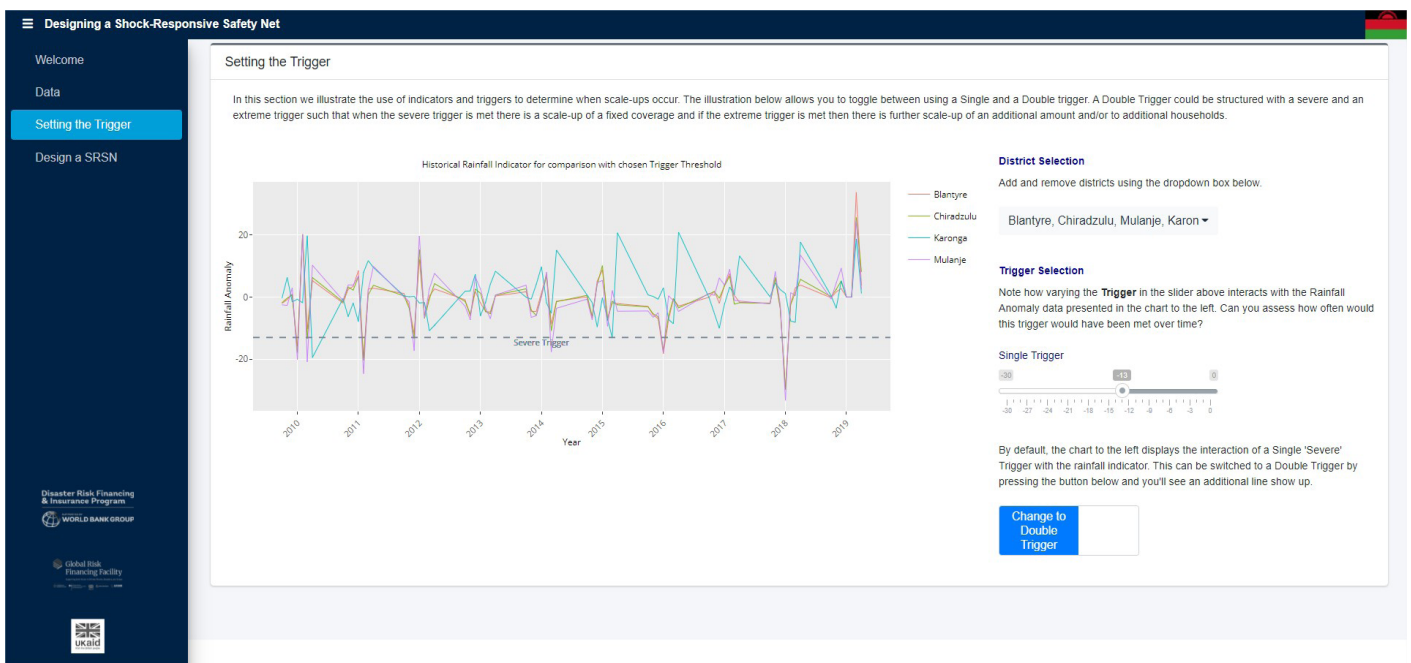 Designing a Shock-Responsive Safety Net
Welcome
Data
Setting the Trigger
Design a SRSN
Disaster Risk Financing
& Insurance Program
WORLD BANK GROUP
Global Risk
Financing Facility
ukaid
Setting the Trigger
In this section we illustrate the use of indicators and triggers to determine when scale-ups occur. The illustration below allows you to toggle between using a Single and a Double trigger. A Double Trigger could be structured with a severe and an
extreme trigger such that when the severe trigger is met there is a scale-up of a fixed coverage and if the extreme trigger is met then there is further scale-up of an additional amount and/or to additional households.
Historical Rainfall Indicator for comparison with chosen Trigger Threshold
Rainfall Anomaly
20
0
-20
Severe Trigger
2010 2011 2012 2013 2014 2015 2016 2017 2018 2019
Year
Blantyre
Chiradzulu
Karonga
Mulanje
District Selection
Add and remove districts using the dropdown box below.
Blantyre, Chiradzulu, Mulanje, Karon
Trigger Selection
Note how varying the Trigger in the slider above interacts with the Rainfall
Anomaly data presented in the chart to the left. Can you assess how often would
this trigger would have been met over time?
Single Trigger
-30 -13 0
-30 -27 -24 -21 -18 -15 -12 -9 -6 -3 0
By default, the chart to the left displays the interaction of a Single 'Severe'
Trigger with the rainfall indicator. This can be switched to a Double Trigger by
pressing the button below and you'll see an additional line show up.
Change to
Double
Trigger